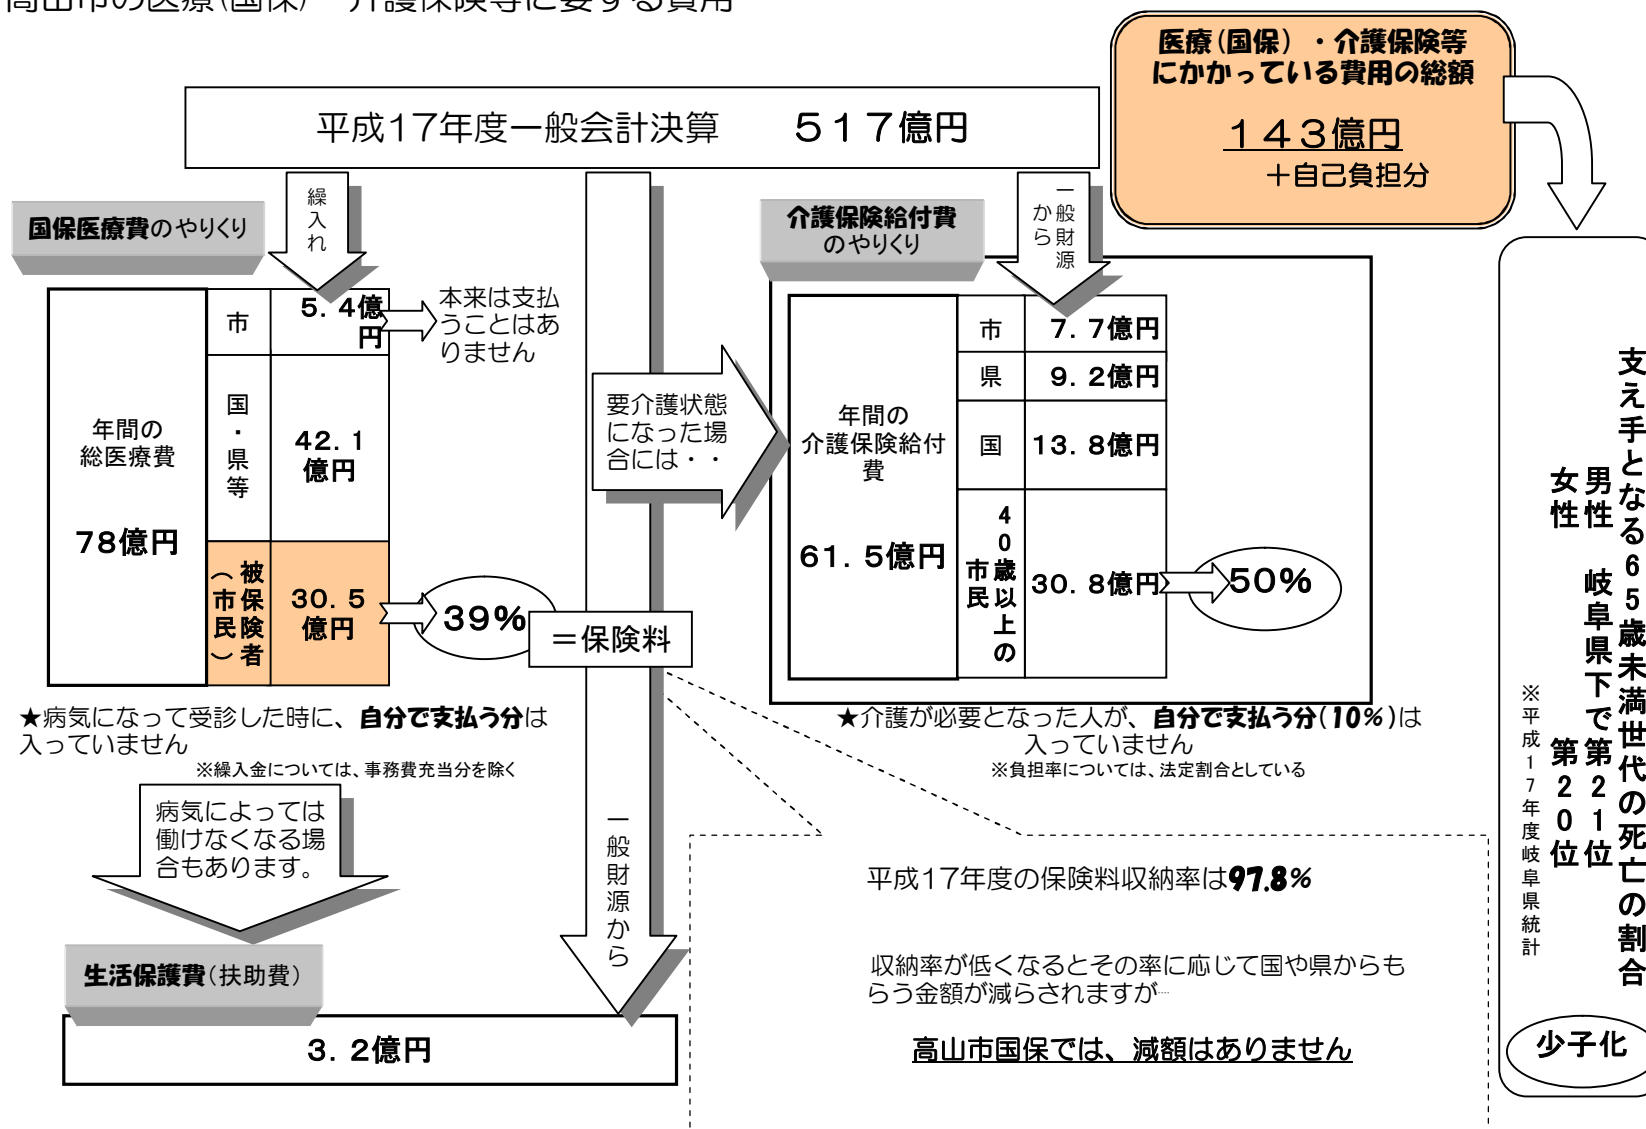 高山市の医療(国保)・介護保険等に要する費用
医療(国保)・介護保険等
にかかっている費用の総額
143億円
+自己負担分
平成17年度一般会計決算 517億円
繰入れ
一般財源
から
国保医療費のやりくり
介護保険給付費
のやりくり
年間の
総医療費
78億円
市
5.4億
円
本来は支払
うことはあ
りません
国・県等
42.1
億円
被保険者
(市民)
30.5
億円
39%
=保険料
要介護状態
になった場
合には・・
年間の
介護保険給付
費
61.5億円
市
7.7億円
県
9.2億円
国
13.8億円
40歳以上の
市民
30.8億円
50%
★病気になって受診した時に、自分で支払う分は
入っていません
※繰入金については、事務費充当分を除く
★介護が必要となった人が、自分で支払う分(10%)は
入っていません
※負担率については、法定割合としている
病気によっては
働けなくなる場
合もあります。
一般財源から
生活保護費(扶助費)
3.2億円
平成17年度の保険料収納率は97.8%
収納率が低くなるとその率に応じて国や県からも
らう金額が減らされますが…
高山市国保では、減額はありません
支え手となる65歳未満世代の死亡の割合
男性 岐阜県下で第21位
女性 第20位
※平成17年度岐阜県統計
少子化